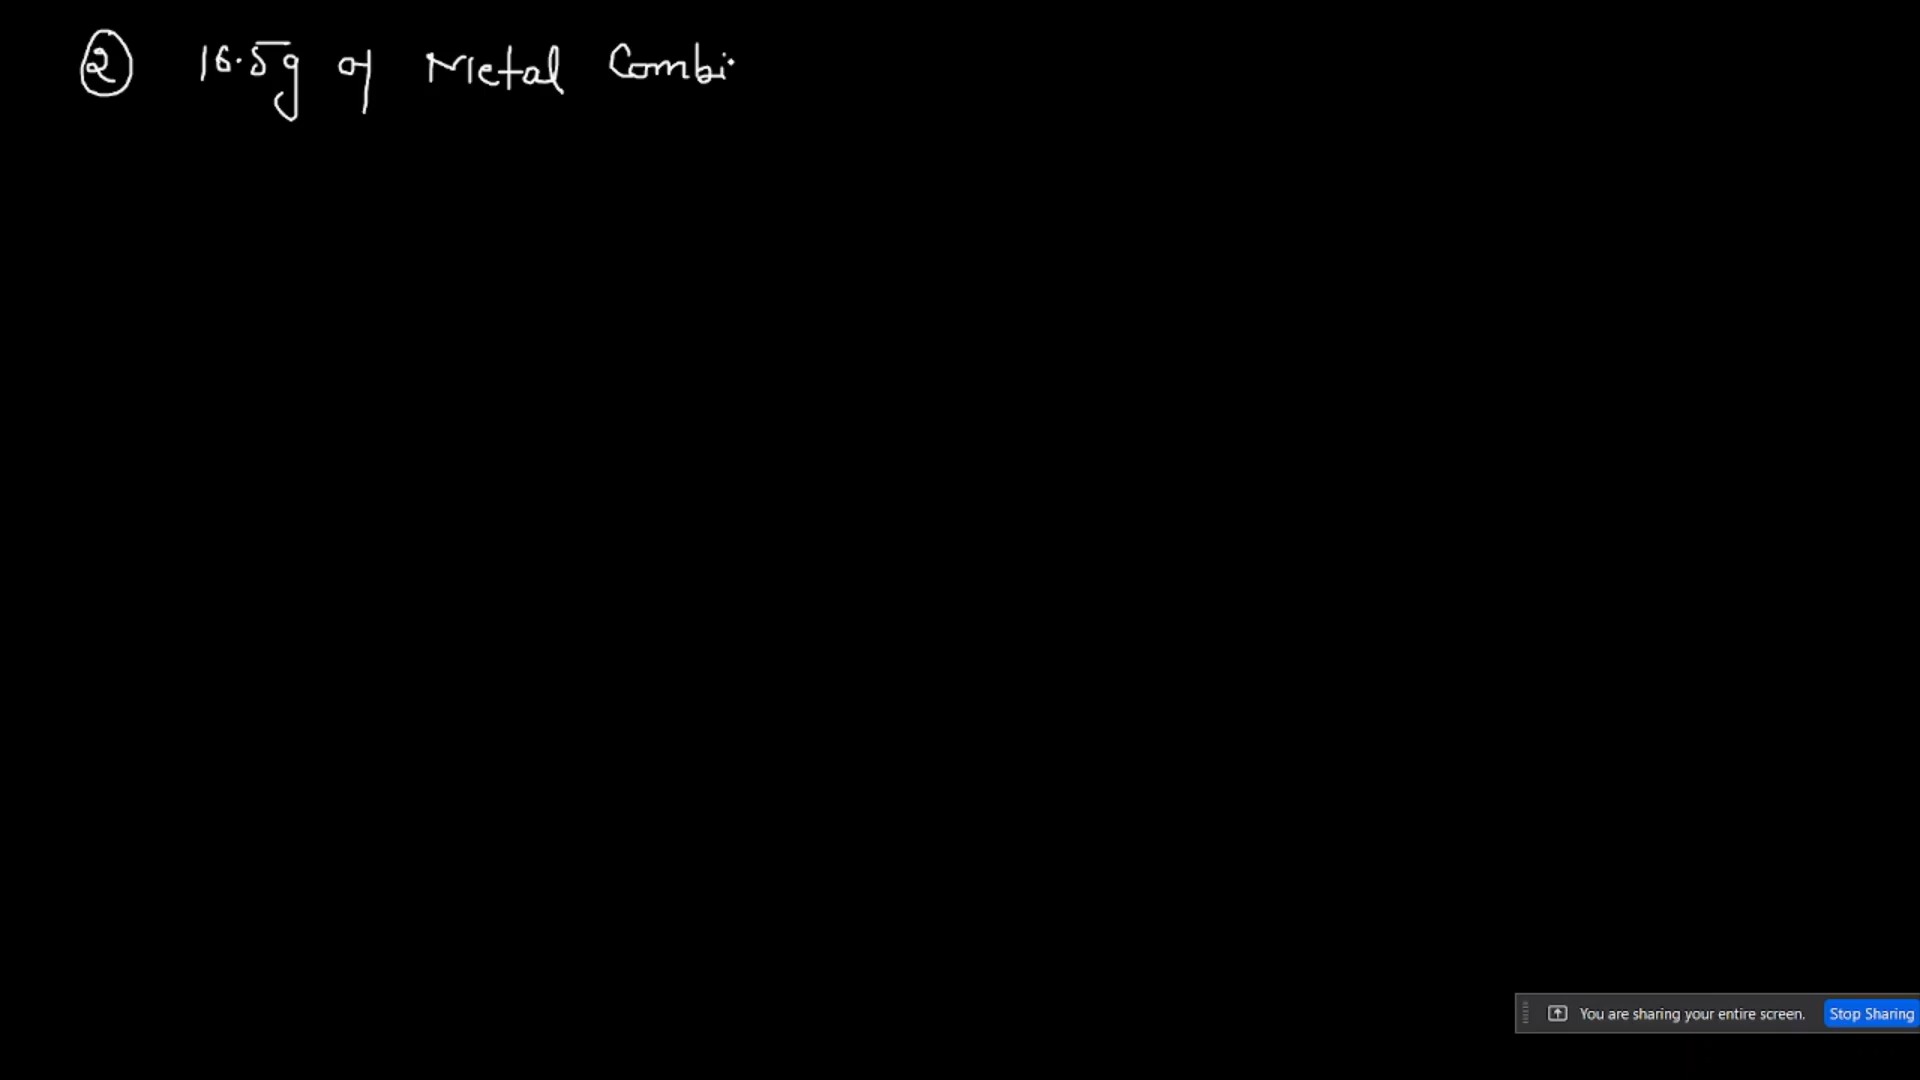 ② 16.5g of Metal Combi
You are sharing your entire screen. Stop Sharing